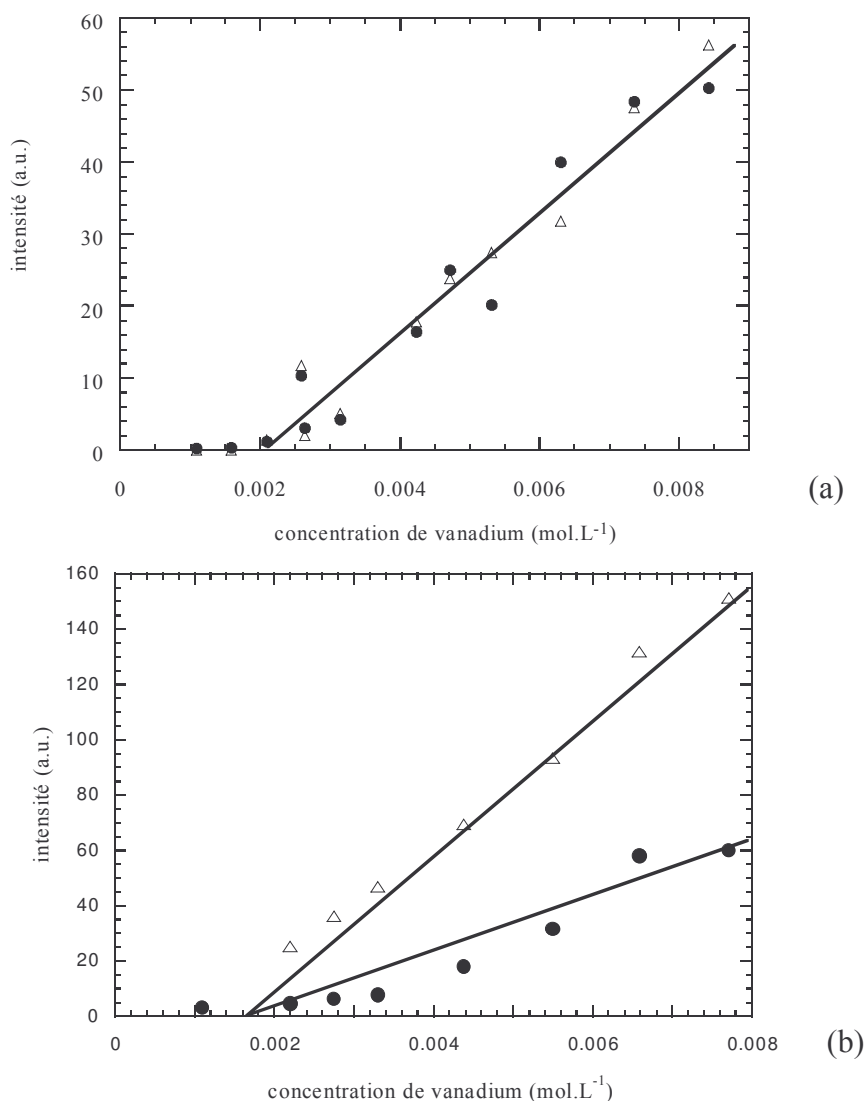 60
50
40
30
20
10
0
intensité (a.u.)
0 0.002 0.004 0.006 0.008
concentration de vanadium (mol.L-1)
(a)
160
140
120
100
80
60
40
20
0
intensité (a.u.)
0 0.002 0.004 0.006 0.008
concentration de vanadium (mol.L-1)
(b)